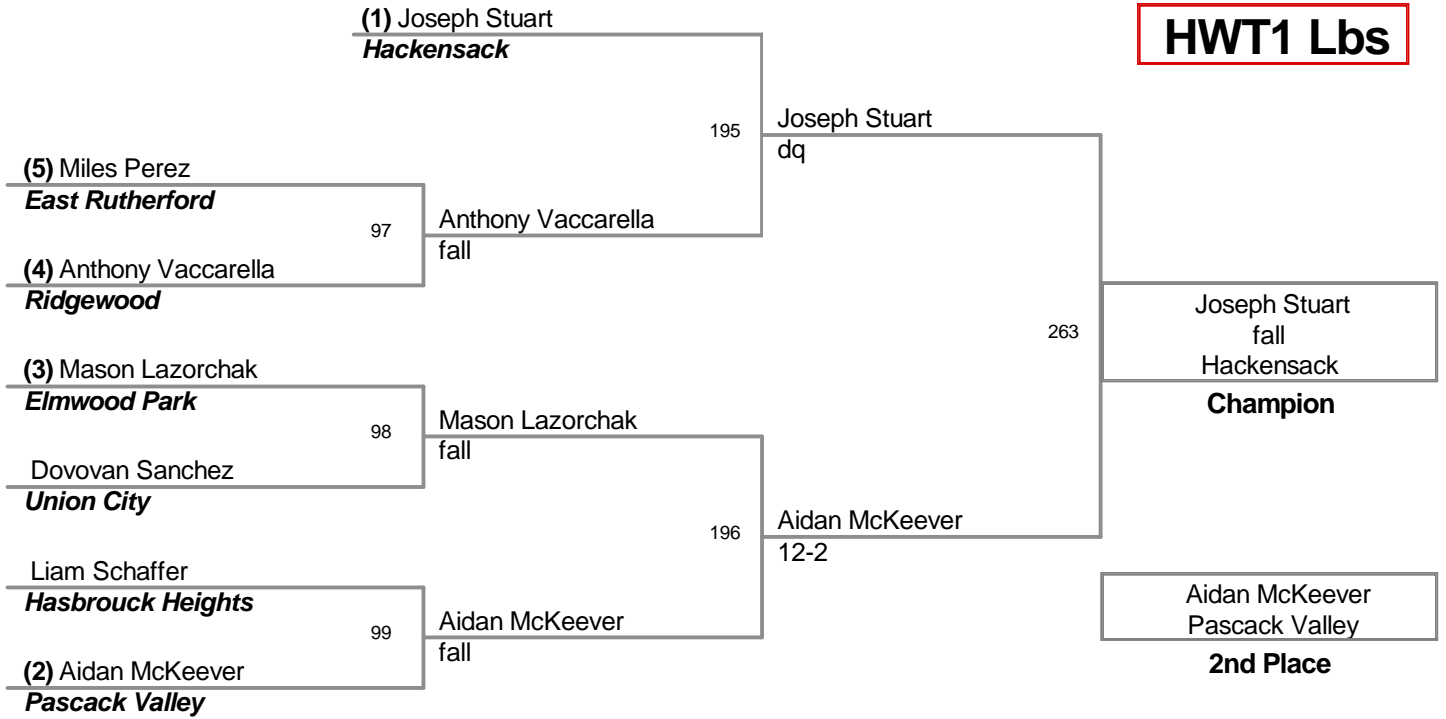 (1) Joseph Stuart
Hackensack
HWT1 Lbs
195
Joseph Stuart
dq
(5) Miles Perez
East Rutherford
97
Anthony Vaccarella
fall
(4) Anthony Vaccarella
Ridgewood
263
Joseph Stuart
fall
Hackensack
Champion
(3) Mason Lazorchak
Elmwood Park
98
Mason Lazorchak
fall
Dovovan Sanchez
Union City
196
Aidan McKeever
12-2
Liam Schaffer
Hasbrouck Heights
99
Aidan McKeever
fall
(2) Aidan McKeever
Pascack Valley
Aidan McKeever
Pascack Valley
2nd Place